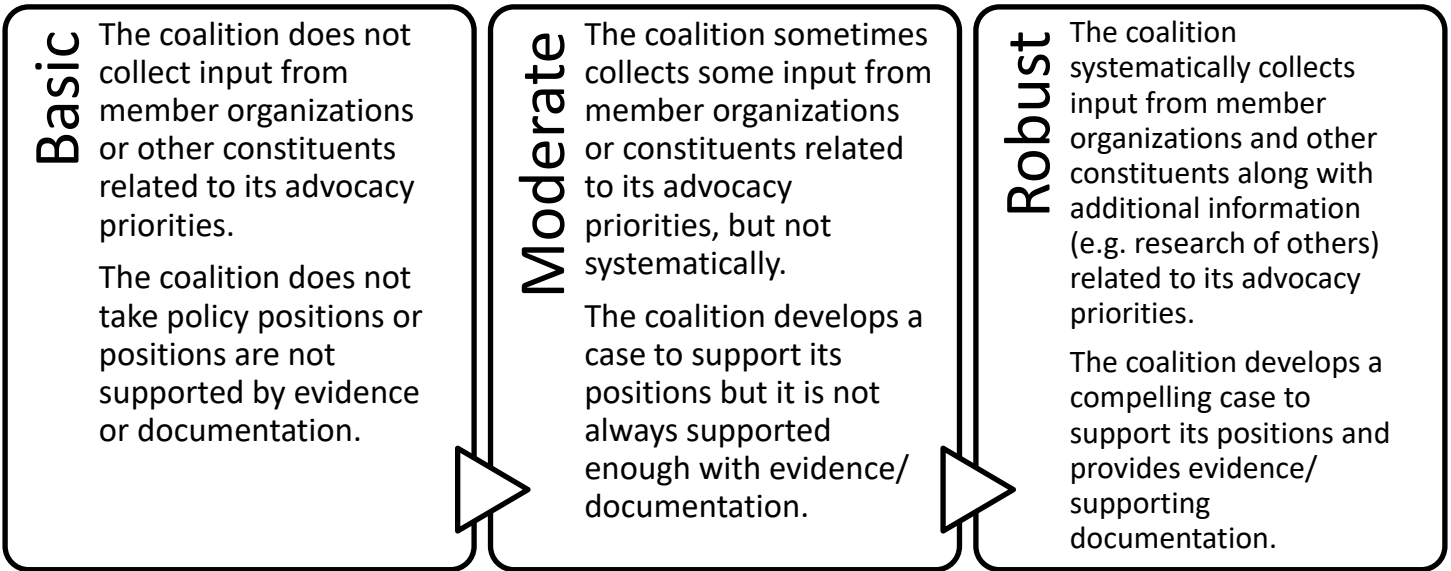 Basic
The coalition does not
collect input from
member organizations
or other constituents
related to its advocacy
priorities.
The coalition does not
take policy positions or
positions are not
supported by evidence
or documentation.
Moderate
The coalition sometimes
collects some input from
member organizations
or constituents related
to its advocacy
priorities, but not
systematically.
The coalition develops a
case to support its
positions but it is not
always supported
enough with evidence/
documentation.
Robust
The coalition
systematically collects
input from member
organizations and other
constituents along with
additional information
(e.g. research of others)
related to its advocacy
priorities.
The coalition develops a
compelling case to
support its positions and
provides evidence/
supporting
documentation.